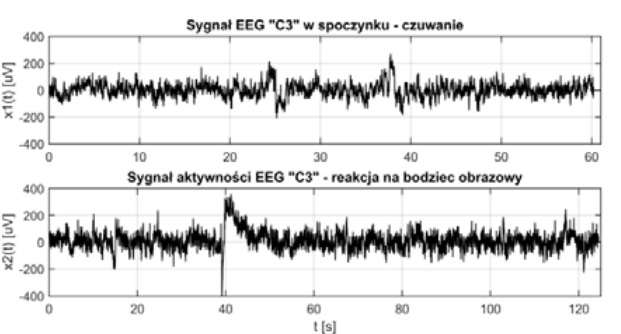 Sygnał EEG "C3" w spoczynku - czuwanie
400
200
0
-200
-400
x1(t) [uV]
0 10 20 30 40 50 60
Sygnał aktywności EEG "C3" - reakcja na bodziec obrazowy
400
200
0
-200
-400
x2(t) [uV]
0 20 40 60 80 100 120
t [s]